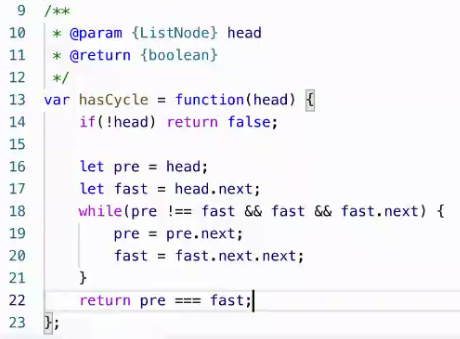 9 /**
10  * @param {ListNode} head
11  * @return {boolean}
12  */
13 var hasCycle = function(head) {
14     if(!head) return false;
15
16     let pre = head;
17     let fast = head.next;
18     while(pre !== fast && fast && fast.next) {
19         pre = pre.next;
20         fast = fast.next.next;
21     }
22     return pre === fast;
23 };